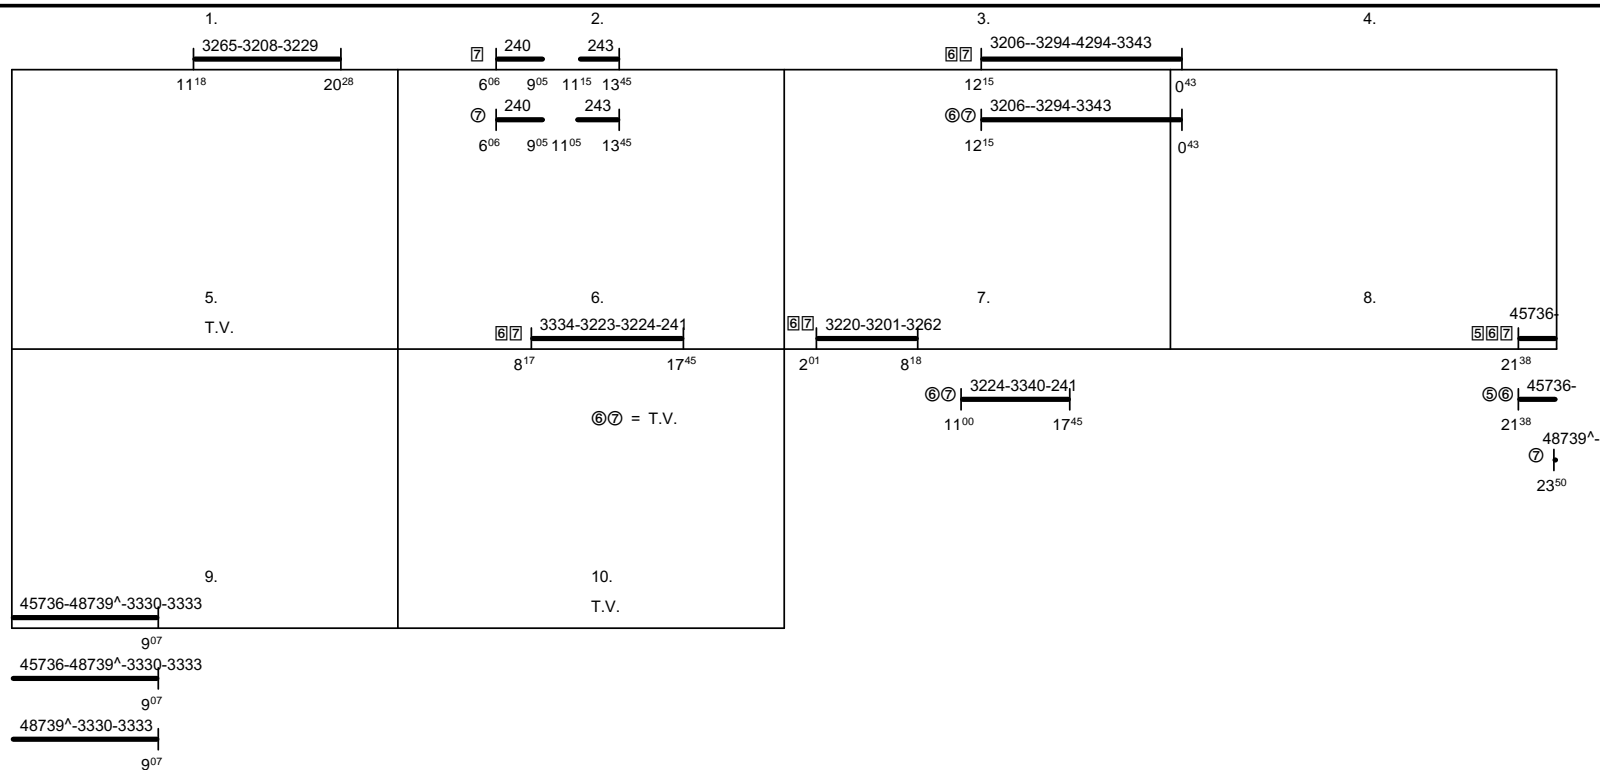 1. 2. 3. 4.
3265-3208-3229 7 240 243 67 3206--3294-4294-3343
11¹⁸ 20²⁸ 6⁰⁶ 9⁰⁵ 11¹⁵ 13⁴⁵ 12¹⁵ 0⁴³
⑦ 240 243 ⑥⑦ 3206--3294-3343
6⁰⁶ 9⁰⁵ 11⁰⁵ 13⁴⁵ 12¹⁵ 0⁴³
5. 6. 7. 8.
T.V. 67 3334-3223-3224-241 67 3220-3201-3262 567 45736-
8¹⁷ 17⁴⁵ 2⁰¹ 8¹⁸ 21³⁸
⑥⑦ 3224-3340-241 ⑤⑥ 45736-
⑥⑦ = T.V. 11⁰⁰ 17⁴⁵ 21³⁸
⑦ 48739^-
23⁵⁰
9. 10.
45736-48739^-3330-3333 T.V.
9⁰⁷
45736-48739^-3330-3333
9⁰⁷
48739^-3330-3333
9⁰⁷